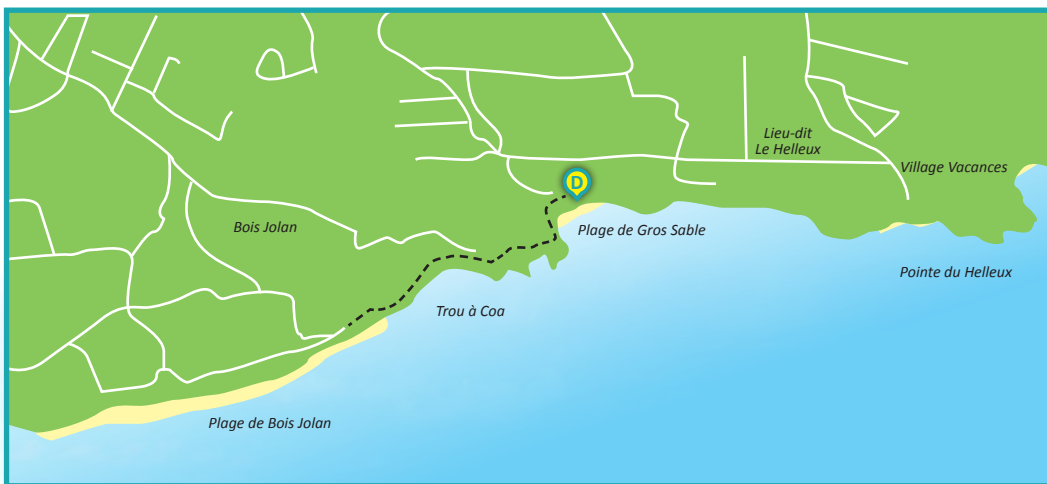 Lieu-dit
Le Helleux
Village Vacances
D
Bois Jolan
Plage de Gros Sable
Pointe du Helleux
Trou à Coa
Plage de Bois Jolan